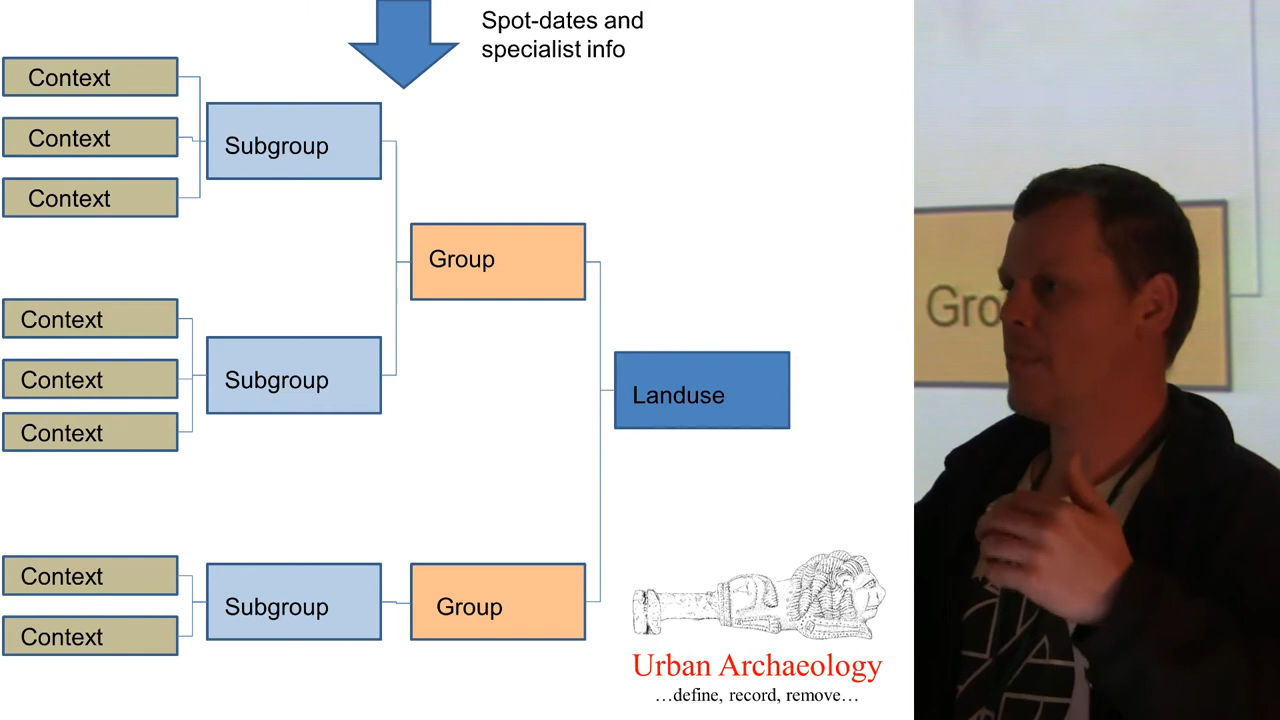 Spot-dates and
specialist info
Context
Context
Context
Subgroup
Group
Context
Context
Context
Subgroup
Landuse
Context
Context
Subgroup
Group
Urban Archaeology
…define, record, remove…
Gro